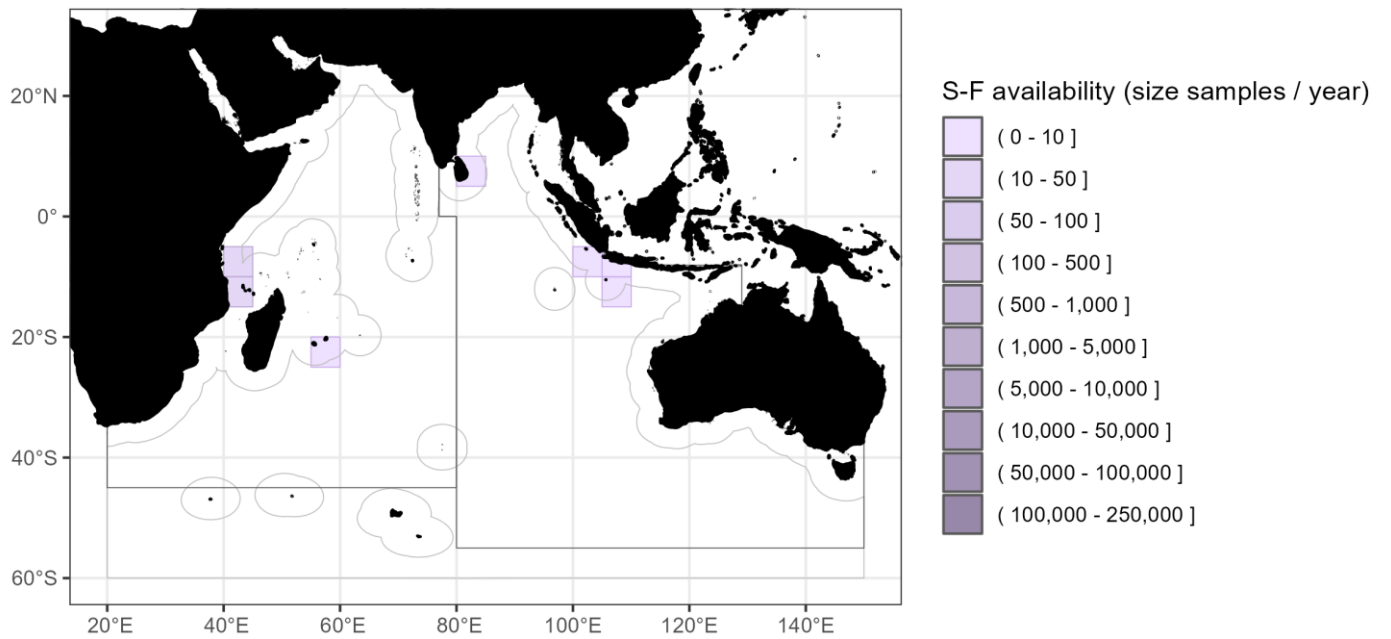 S-F availability (size samples / year)
( 0 - 10 ]
( 10 - 50 ]
( 50 - 100 ]
( 100 - 500 ]
( 500 - 1,000 ]
( 1,000 - 5,000 ]
( 5,000 - 10,000 ]
( 10,000 - 50,000 ]
( 50,000 - 100,000 ]
( 100,000 - 250,000 ]
20°N
0°
20°S
40°S
60°S
20°E 40°E 60°E 80°E 100°E 120°E 140°E